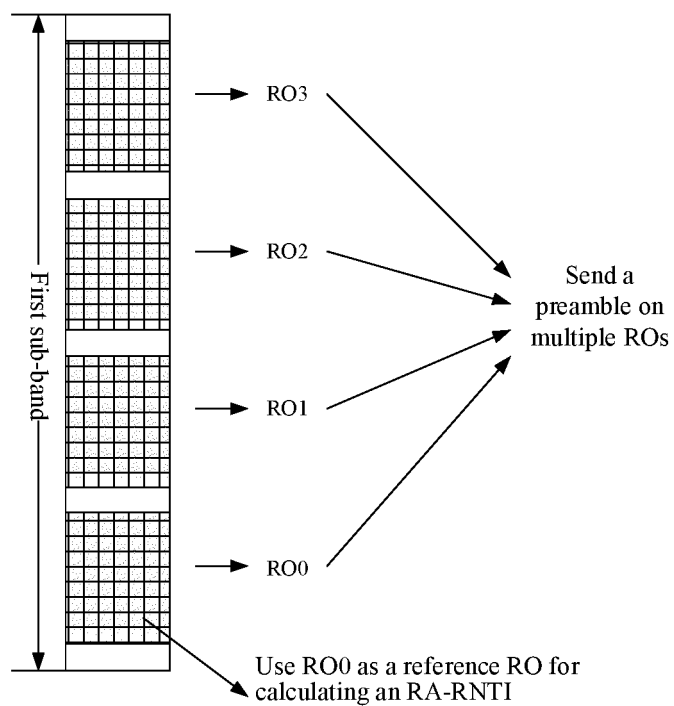 RO3
RO2
First sub-band
Send a
preamble on
multiple ROs
RO1
RO0
Use RO0 as a reference RO for
calculating an RA-RNTI